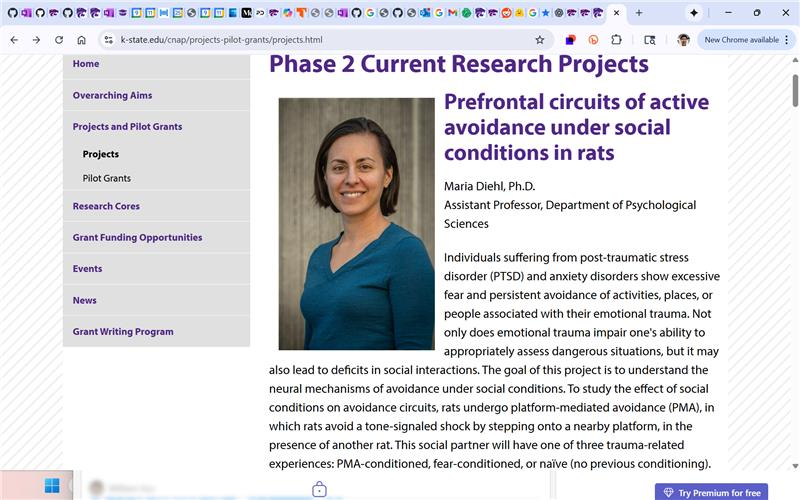 k-state.edu/cnap/projects-pilot-grants/projects.html
New Chrome available
Home
Overarching Aims
Projects and Pilot Grants
Projects
Pilot Grants
Research Cores
Grant Funding Opportunities
Events
News
Grant Writing Program
Phase 2 Current Research Projects
Prefrontal circuits of active
avoidance under social
conditions in rats
Maria Diehl, Ph.D.
Assistant Professor, Department of Psychological
Sciences
Individuals suffering from post-traumatic stress
disorder (PTSD) and anxiety disorders show excessive
fear and persistent avoidance of activities, places, or
people associated with their emotional trauma. Not
only does emotional trauma impair one's ability to
appropriately assess dangerous situations, but it may
also lead to deficits in social interactions. The goal of this project is to understand the
neural mechanisms of avoidance under social conditions. To study the effect of social
conditions on avoidance circuits, rats undergo platform-mediated avoidance (PMA), in
which rats avoid a tone-signaled shock by stepping onto a nearby platform, in the
presence of another rat. This social partner will have one of three trauma-related
experiences: PMA-conditioned, fear-conditioned, or naïve (no previous conditioning).
Try Premium for free